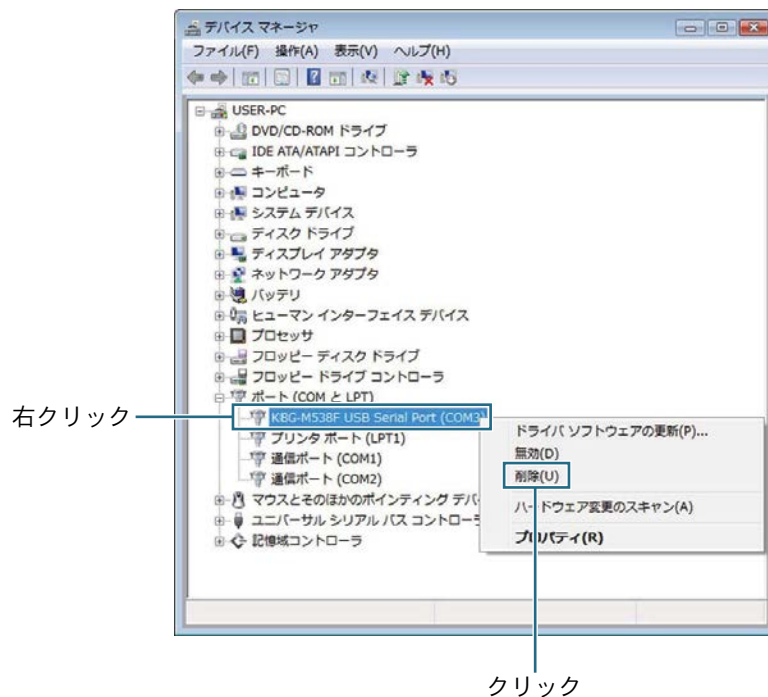 デバイス マネージャ
ファイル(F) 操作(A) 表示(V) ヘルプ(H)
USER-PC
DVD/CD-ROM ドライブ
IDE ATA/ATAPI コントローラ
キーボード
コンピュータ
システム デバイス
ディスク ドライブ
ディスプレイ アダプタ
ネットワーク アダプタ
バッテリ
ヒューマン インターフェイス デバイス
プロセッサ
フロッピー ディスク ドライブ
フロッピー ドライブ コントローラ
ポート (COM と LPT)
右クリック
KBG-M538F USB Serial Port (COM3)
プリンタ ポート (LPT1)
通信ポート (COM1)
通信ポート (COM2)
マウスとそのほかのポインティング デバ
ユニバーサル シリアル バス コントローラ
記憶域コントローラ
ドライバ ソフトウェアの更新(P)...
無効(D)
削除(U)
ハードウェア変更のスキャン(A)
プロパティ(R)
クリック